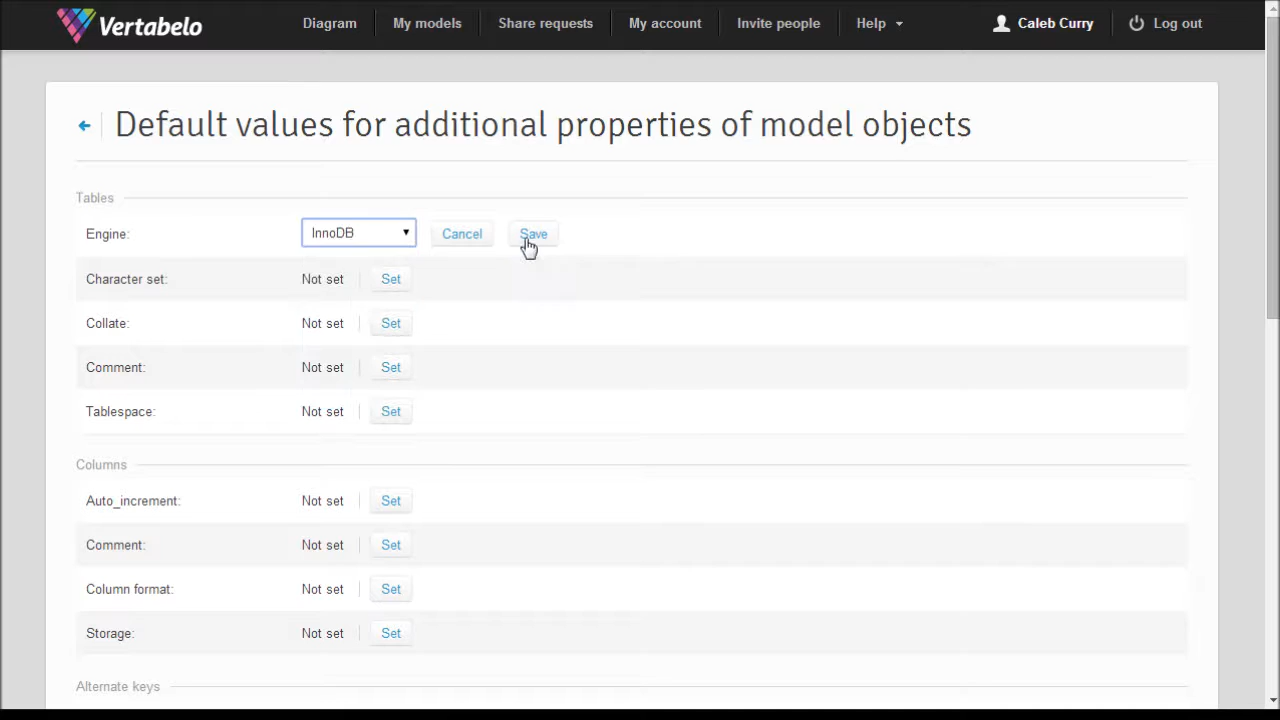 Vertabelo Diagram My models Share requests My account Invite people Help Caleb Curry Log out
Default values for additional properties of model objects
Tables
Engine: InnoDB Cancel Save
Character set: Not set Set
Collate: Not set Set
Comment: Not set Set
Tablespace: Not set Set
Columns
Auto_increment: Not set Set
Comment: Not set Set
Column format: Not set Set
Storage: Not set Set
Alternate keys